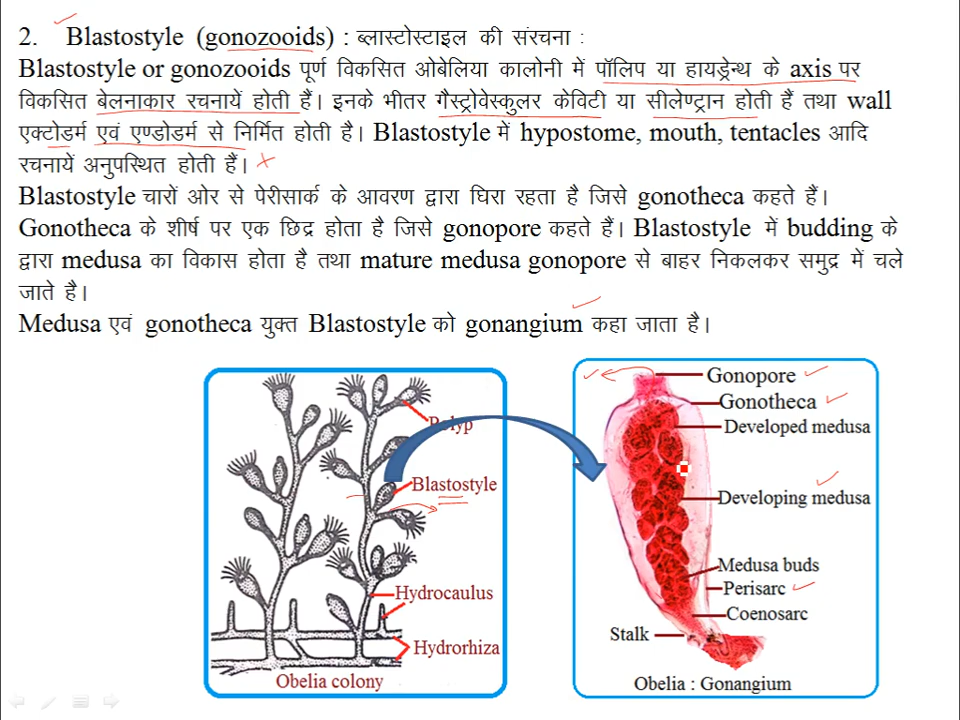 2. Blastostyle (gonozooids) : ब्लास्टोस्टाइल की संरचना :
Blastostyle or gonozooids पूर्ण विकसित ओबेलिया कालोनी में पॉलिप या हायड्रेन्थ के axis पर
विकसित बेलनाकार रचनायें होती हैं। इनके भीतर गैस्ट्रोवेस्कुलर केविटी या सीलेण्ट्रान होती हैं तथा wall
एक्टोडर्म एवं एण्डोडर्म से निर्मित होती है। Blastostyle में hypostome, mouth, tentacles आदि
रचनायें अनुपस्थित होती हैं।
Blastostyle चारों ओर से पेरीसार्क के आवरण द्वारा घिरा रहता है जिसे gonotheca कहते हैं।
Gonotheca के शीर्ष पर एक छिद्र होता है जिसे gonopore कहते हैं। Blastostyle में budding के
द्वारा medusa का विकास होता है तथा mature medusa gonopore से बाहर निकलकर समुद्र में चले
जाते है।
Medusa एवं gonotheca युक्त Blastostyle को gonangium कहा जाता है।
Polyp
Blastostyle
Hydrocaulus
Hydrorhiza
Obelia colony
Gonopore
Gonotheca
Developed medusa
Developing medusa
Medusa buds
Perisarc
Coenosarc
Stalk
Obelia : Gonangium